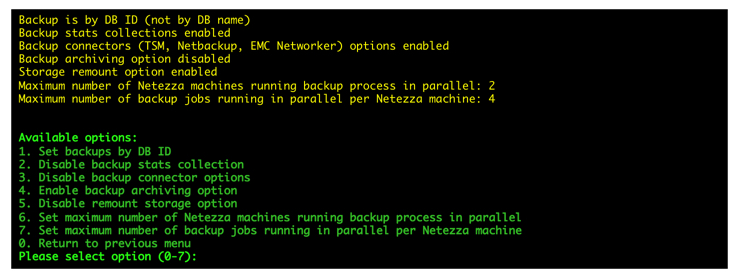 Backup is by DB ID (not by DB name)
Backup stats collections enabled
Backup connectors (TSM, Netbackup, EMC Networker) options enabled
Backup archiving option disabled
Storage remount option enabled
Maximum number of Netezza machines running backup process in parallel: 2
Maximum number of backup jobs running in parallel per Netezza machine: 4
Available options:
1. Set backups by DB ID
2. Disable backup stats collection
3. Disable backup connector options
4. Enable backup archiving option
5. Disable remount storage option
6. Set maximum number of Netezza machines running backup process in parallel
7. Set maximum number of backup jobs running in parallel per Netezza machine
0. Return to previous menu
Please select option (0-7):